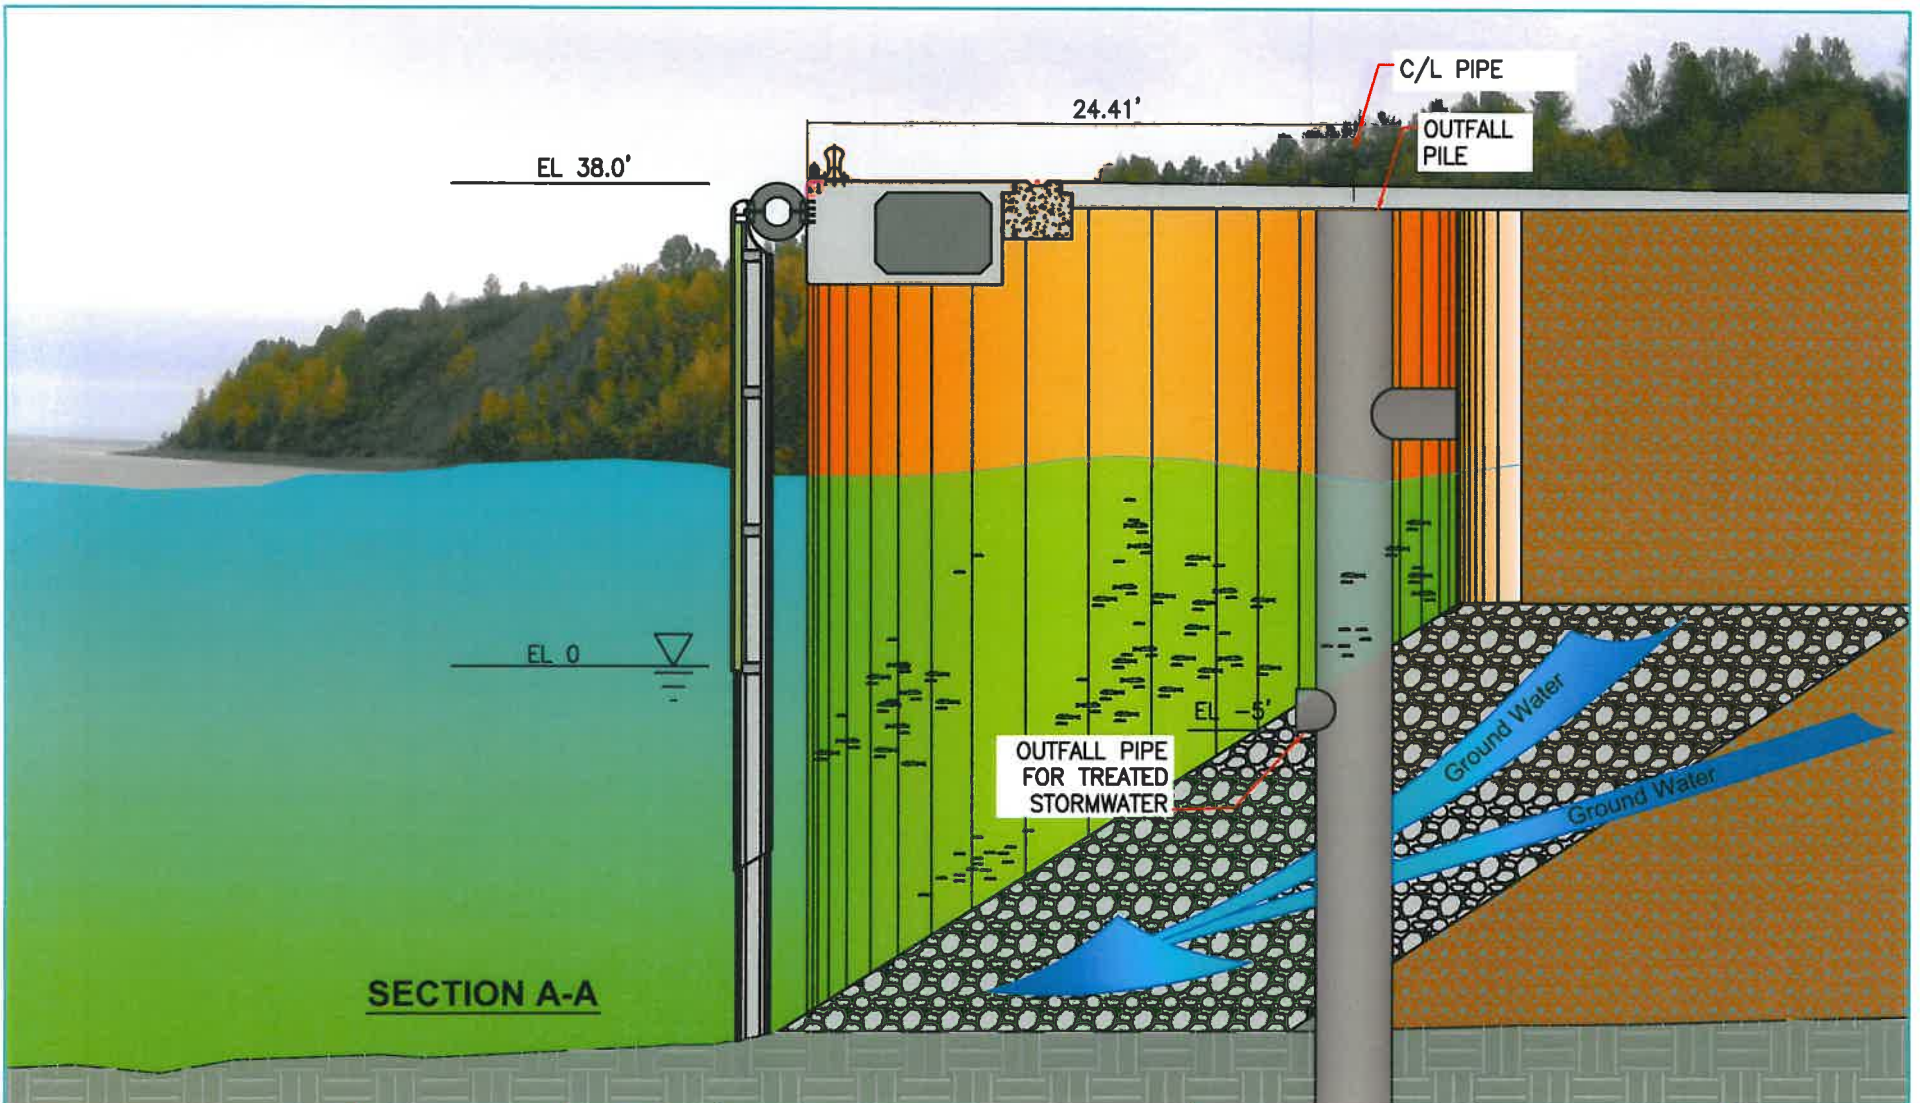 C/L PIPE
24.41'
OUTFALL
PILE
EL 38.0'
EL 0
EL -5'
OUTFALL PIPE
FOR TREATED
STORMWATER
Ground Water
Ground Water
SECTION A-A